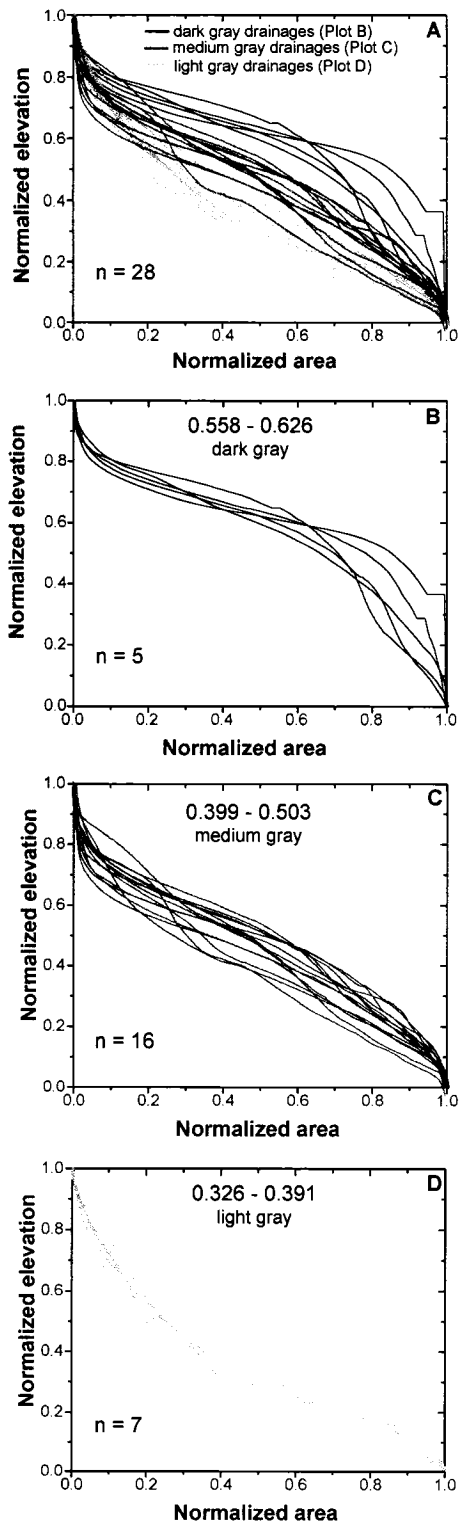 A
dark gray drainages (Plot B)
medium gray drainages (Plot C)
light gray drainages (Plot D)
1.0
0.8
0.6
0.4
0.2
0.0
Normalized elevation
n = 28
0.0 0.2 0.4 0.6 0.8 1.0
Normalized area
B
0.558 - 0.626
dark gray
1.0
0.8
0.6
0.4
0.2
0.0
Normalized elevation
n = 5
0.0 0.2 0.4 0.6 0.8 1.0
Normalized area
C
0.399 - 0.503
medium gray
1.0
0.8
0.6
0.4
0.2
0.0
Normalized elevation
n = 16
0.0 0.2 0.4 0.6 0.8 1.0
Normalized area
D
0.326 - 0.391
light gray
1.0
0.8
0.6
0.4
0.2
0.0
Normalized elevation
n = 7
0.0 0.2 0.4 0.6 0.8 1.0
Normalized area